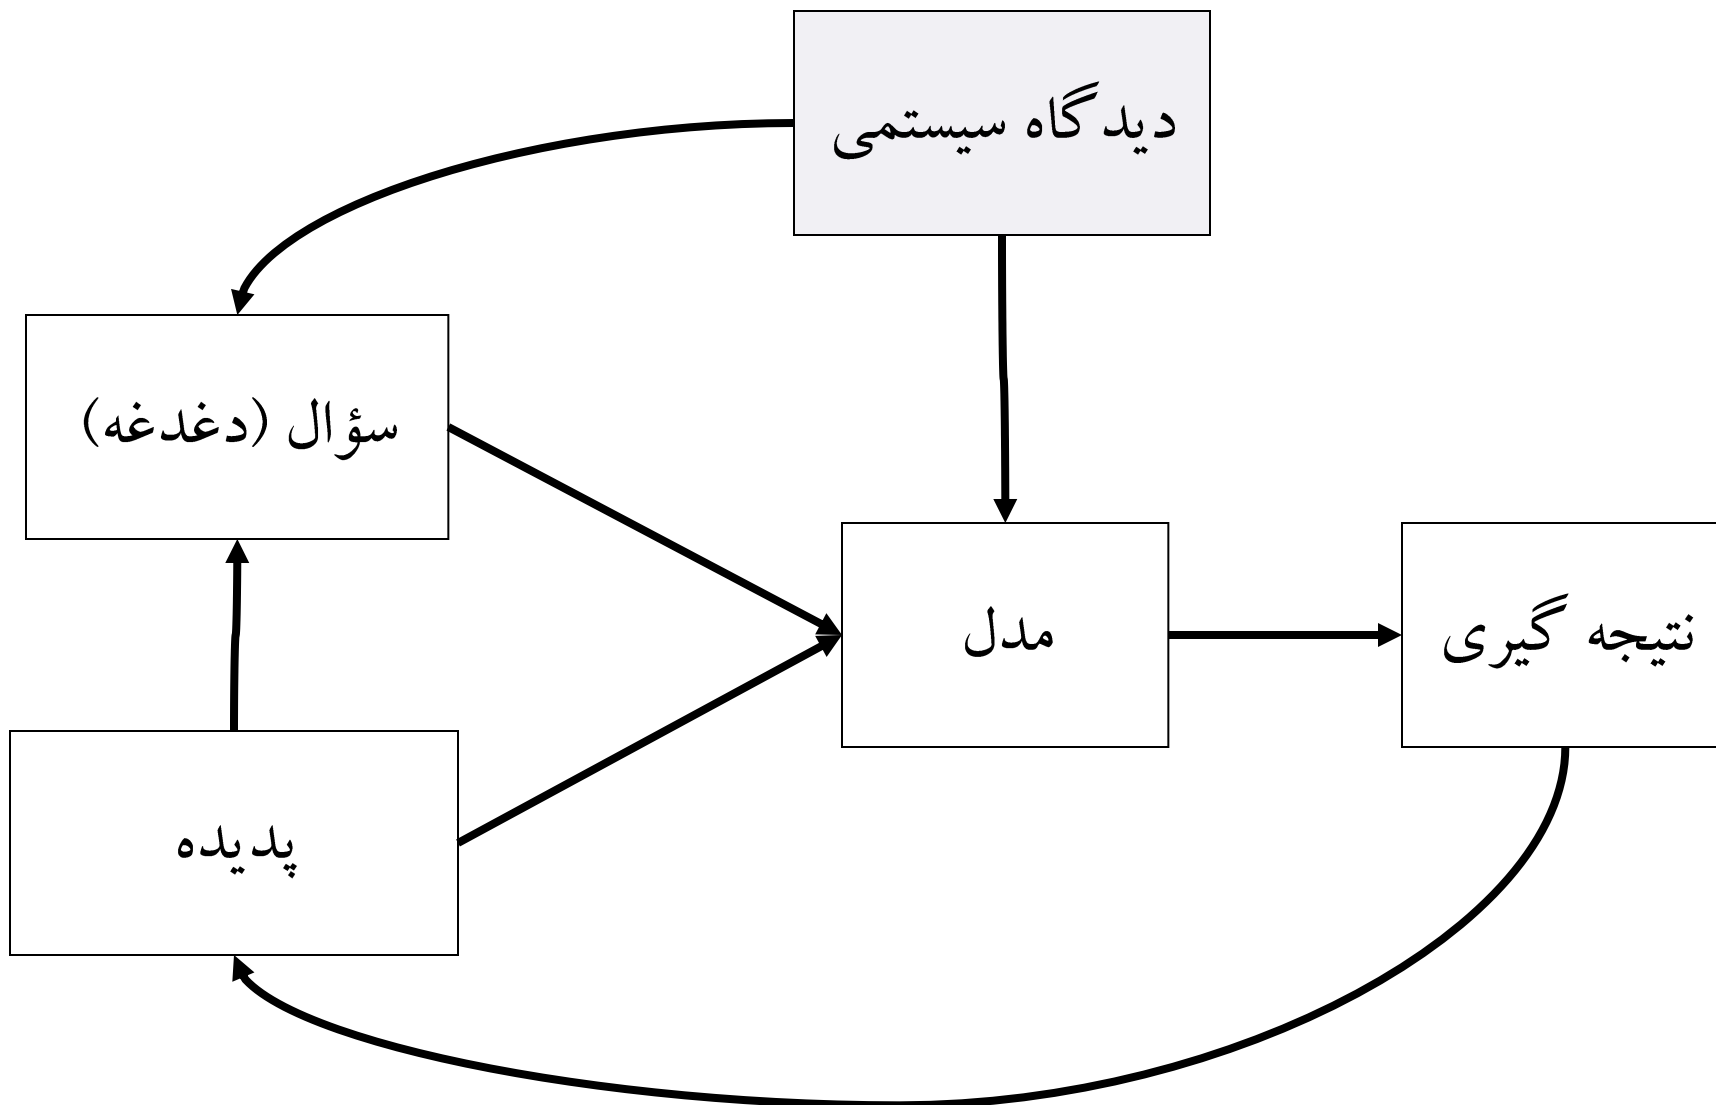 دیدگاه سیستمی
سؤال (دغدغه)
مدل
نتیجه گیری
پدیده